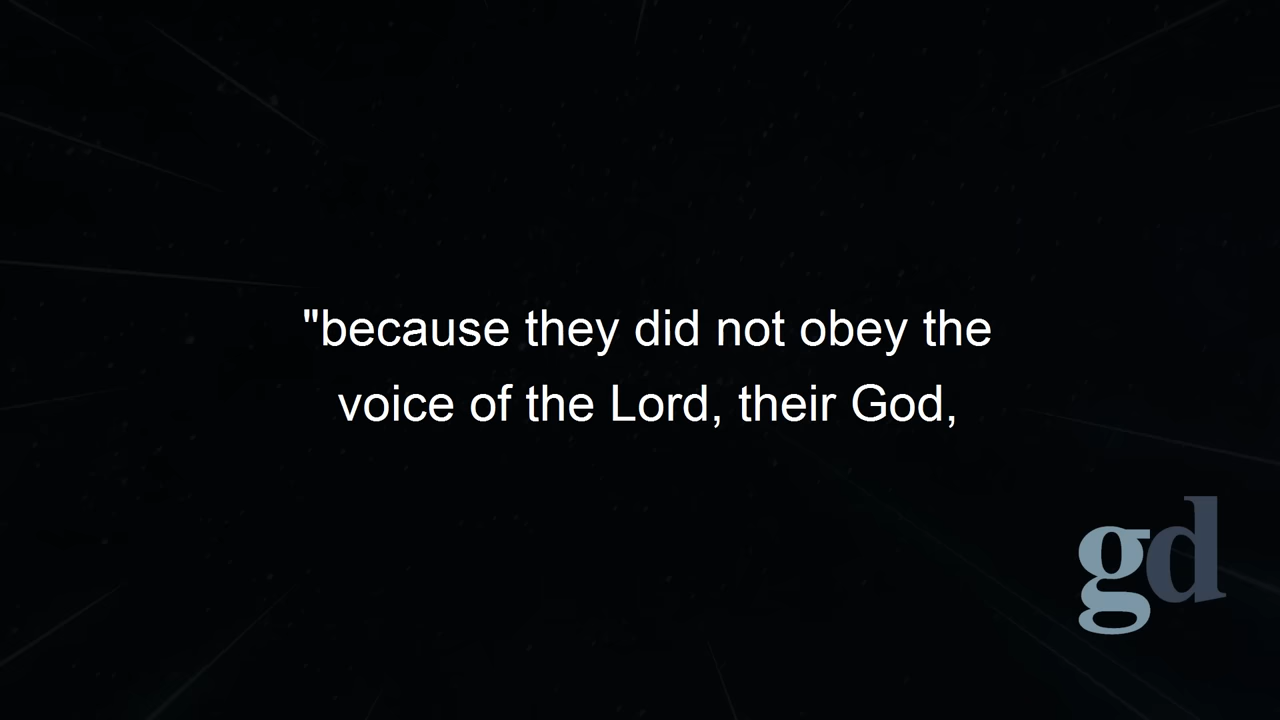 "because they did not obey the
voice of the Lord, their God,
gd